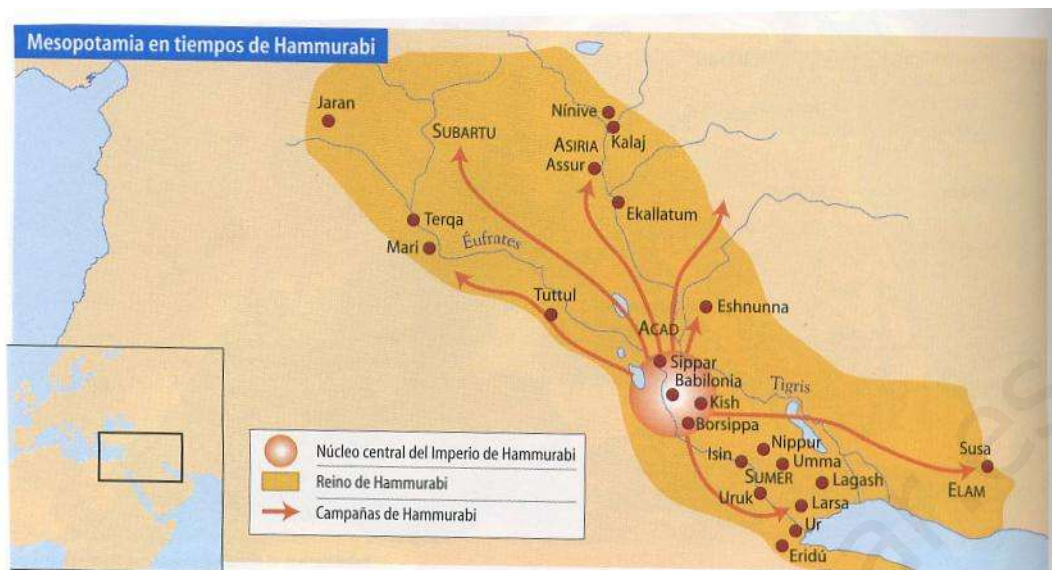 Mesopotamia en tiempos de Hammurabi
Jaran
SUBARTU
Nínive
Kalaj
ASIRIA
Assur
Ekallatum
Terqa
Mari
Éufrates
Tuttul
Eshnunna
ACAD
Sippar
Babilonia
Tigris
Kish
Borsippa
Nippur
Isin
Umma
SUMER
Uruk
Lagash
Larsa
Ur
Eridú
Susa
ELAM
Núcleo central del Imperio de Hammurabi
Reino de Hammurabi
Campañas de Hammurabi